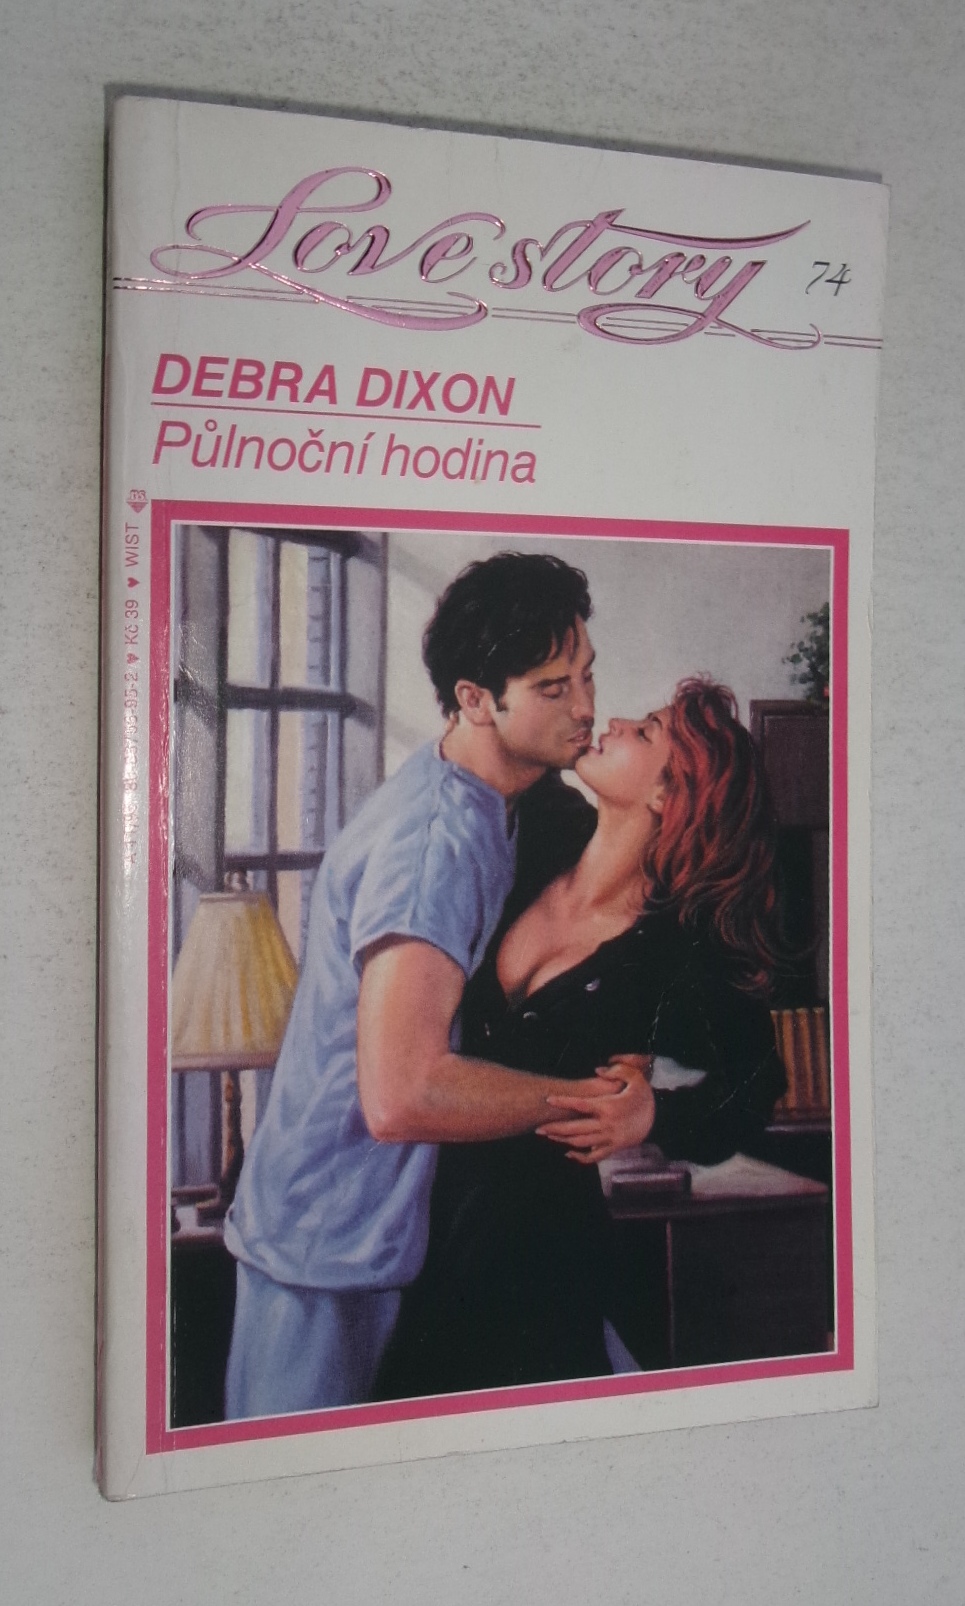 Love story 74
DEBRA DIXON
Půlnoční hodina
Kč 39 ♥ WIST